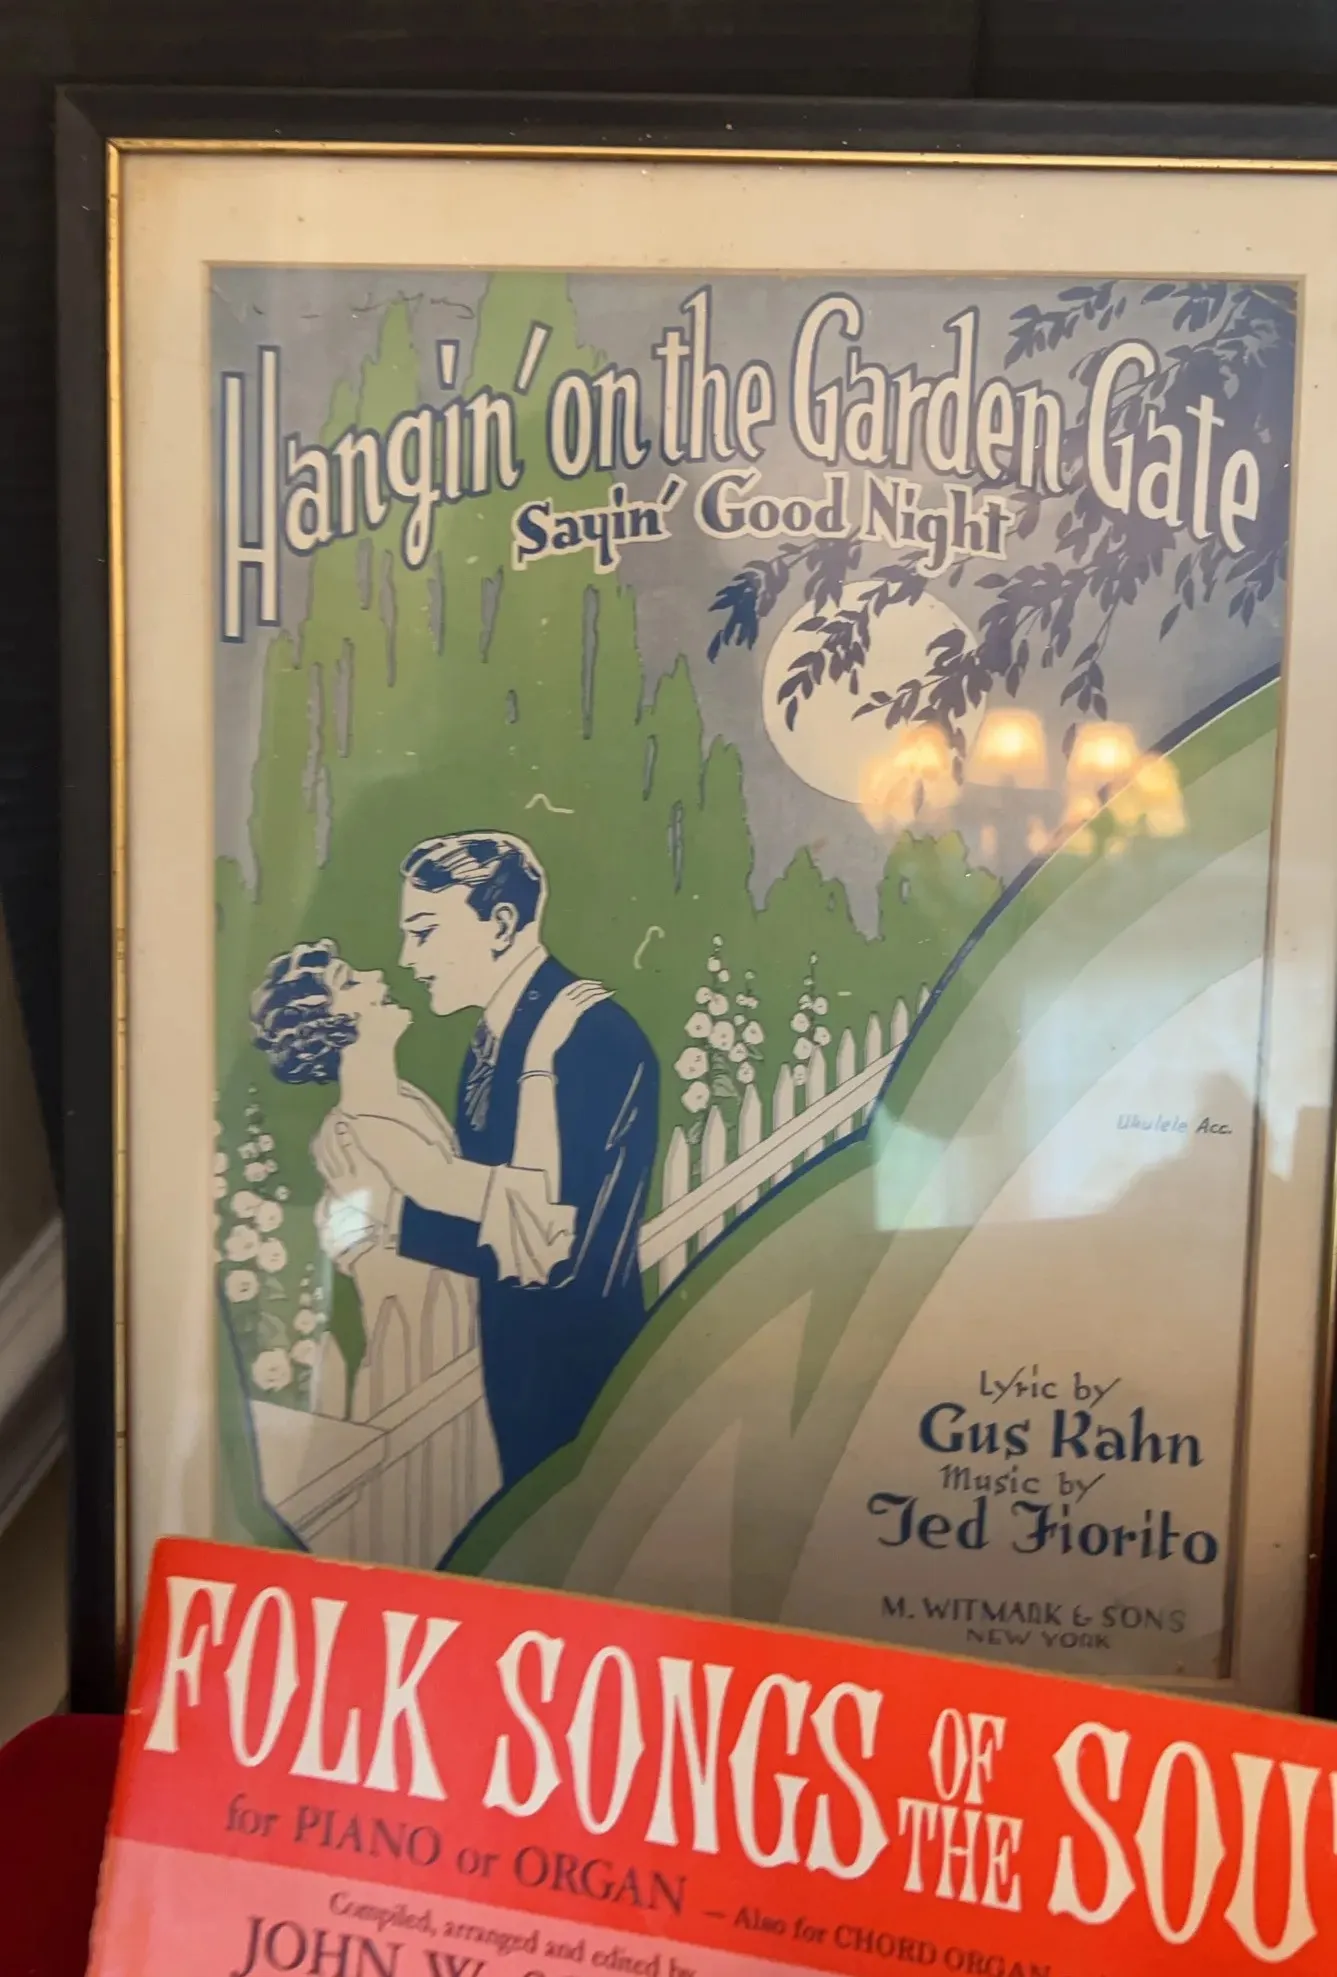 Hangin' on the Garden Gate
Sayin' Good Night
Ukulele Acc.
Lyric by
Gus Kahn
Music by
Ted Fiorito
M. WITMARK & SONS
NEW YORK
FOLK SONGS OF THE
for PIANO or ORGAN – Also for CHORD ORGAN
Compiled, arranged and edited by
JOHN W.